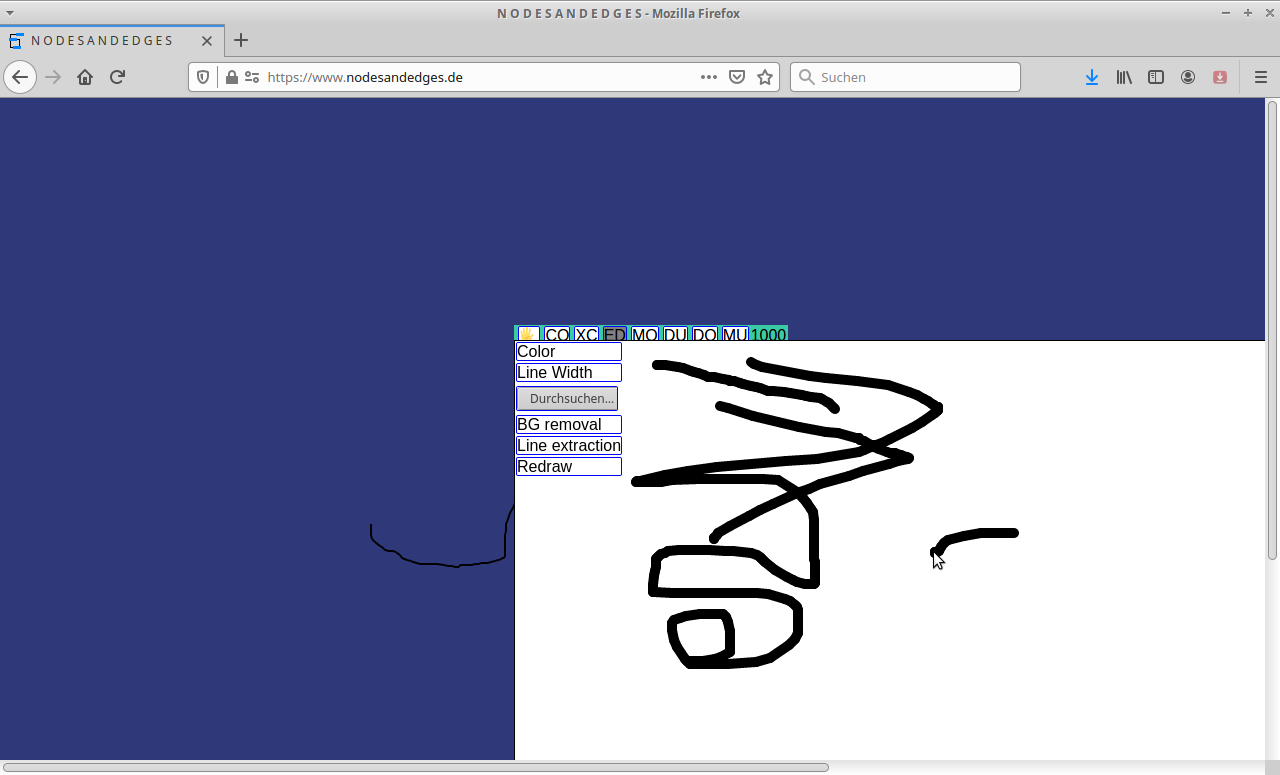 N O D E S A N D E D G E S - Mozilla Firefox
N O D E S A N D E D G E S
https://www.nodesandedges.de
Suchen
CO XC ED MO DU DO MU 1000
Color
Line Width
Durchsuchen...
BG removal
Line extraction
Redraw